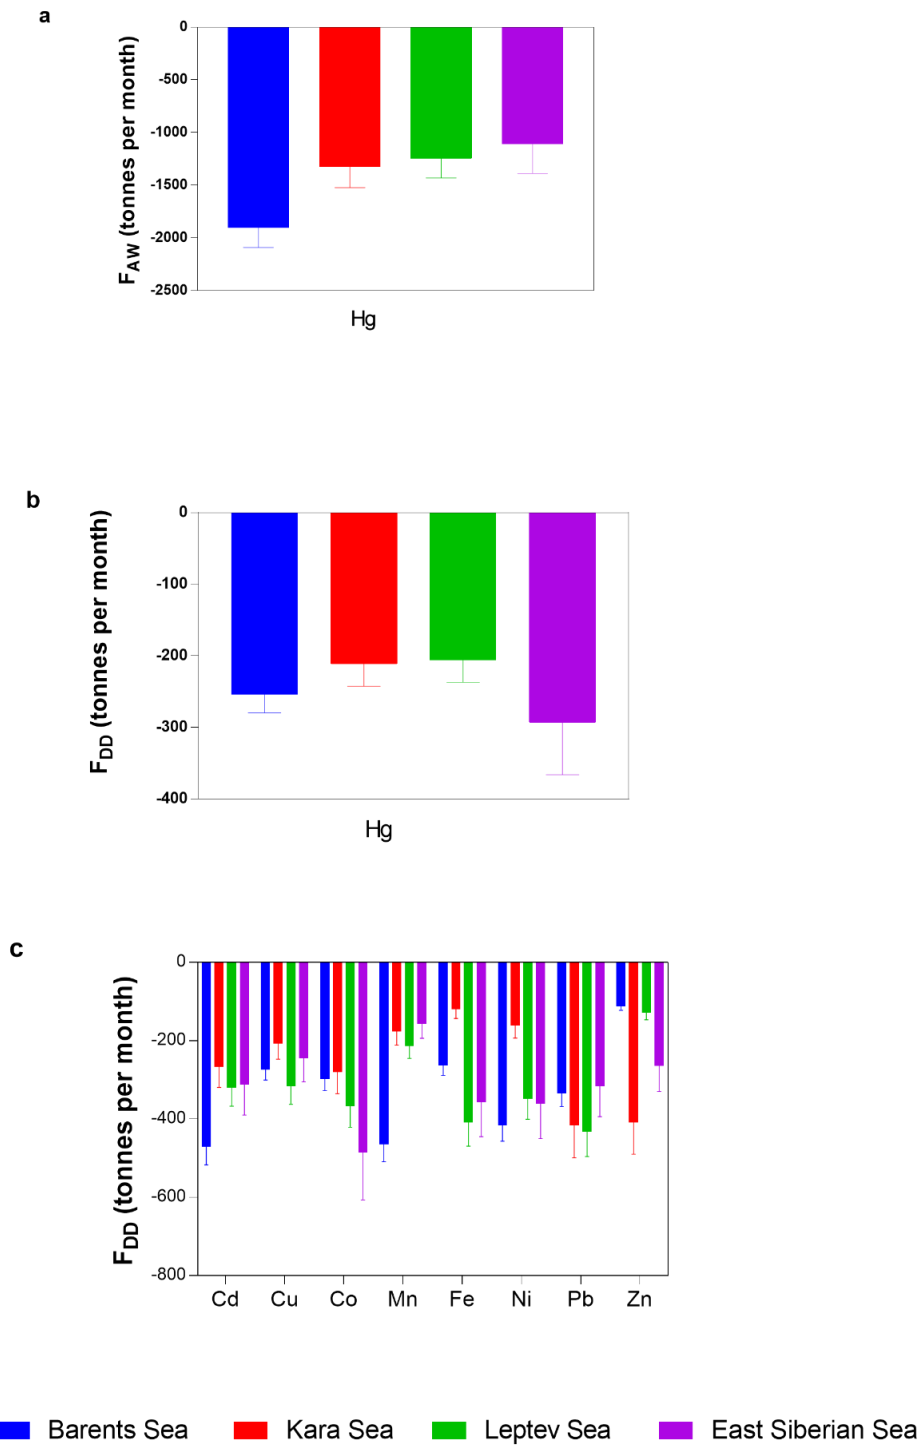 a
0
-500
-1000
-1500
-2000
-2500
FAW (tonnes per month)
Hg
b
0
-100
-200
-300
-400
FDD (tonnes per month)
Hg
c
0
-200
-400
-600
-800
FDD (tonnes per month)
Cd Cu Co Mn Fe Ni Pb Zn
Barents Sea Kara Sea Leptev Sea East Siberian Sea